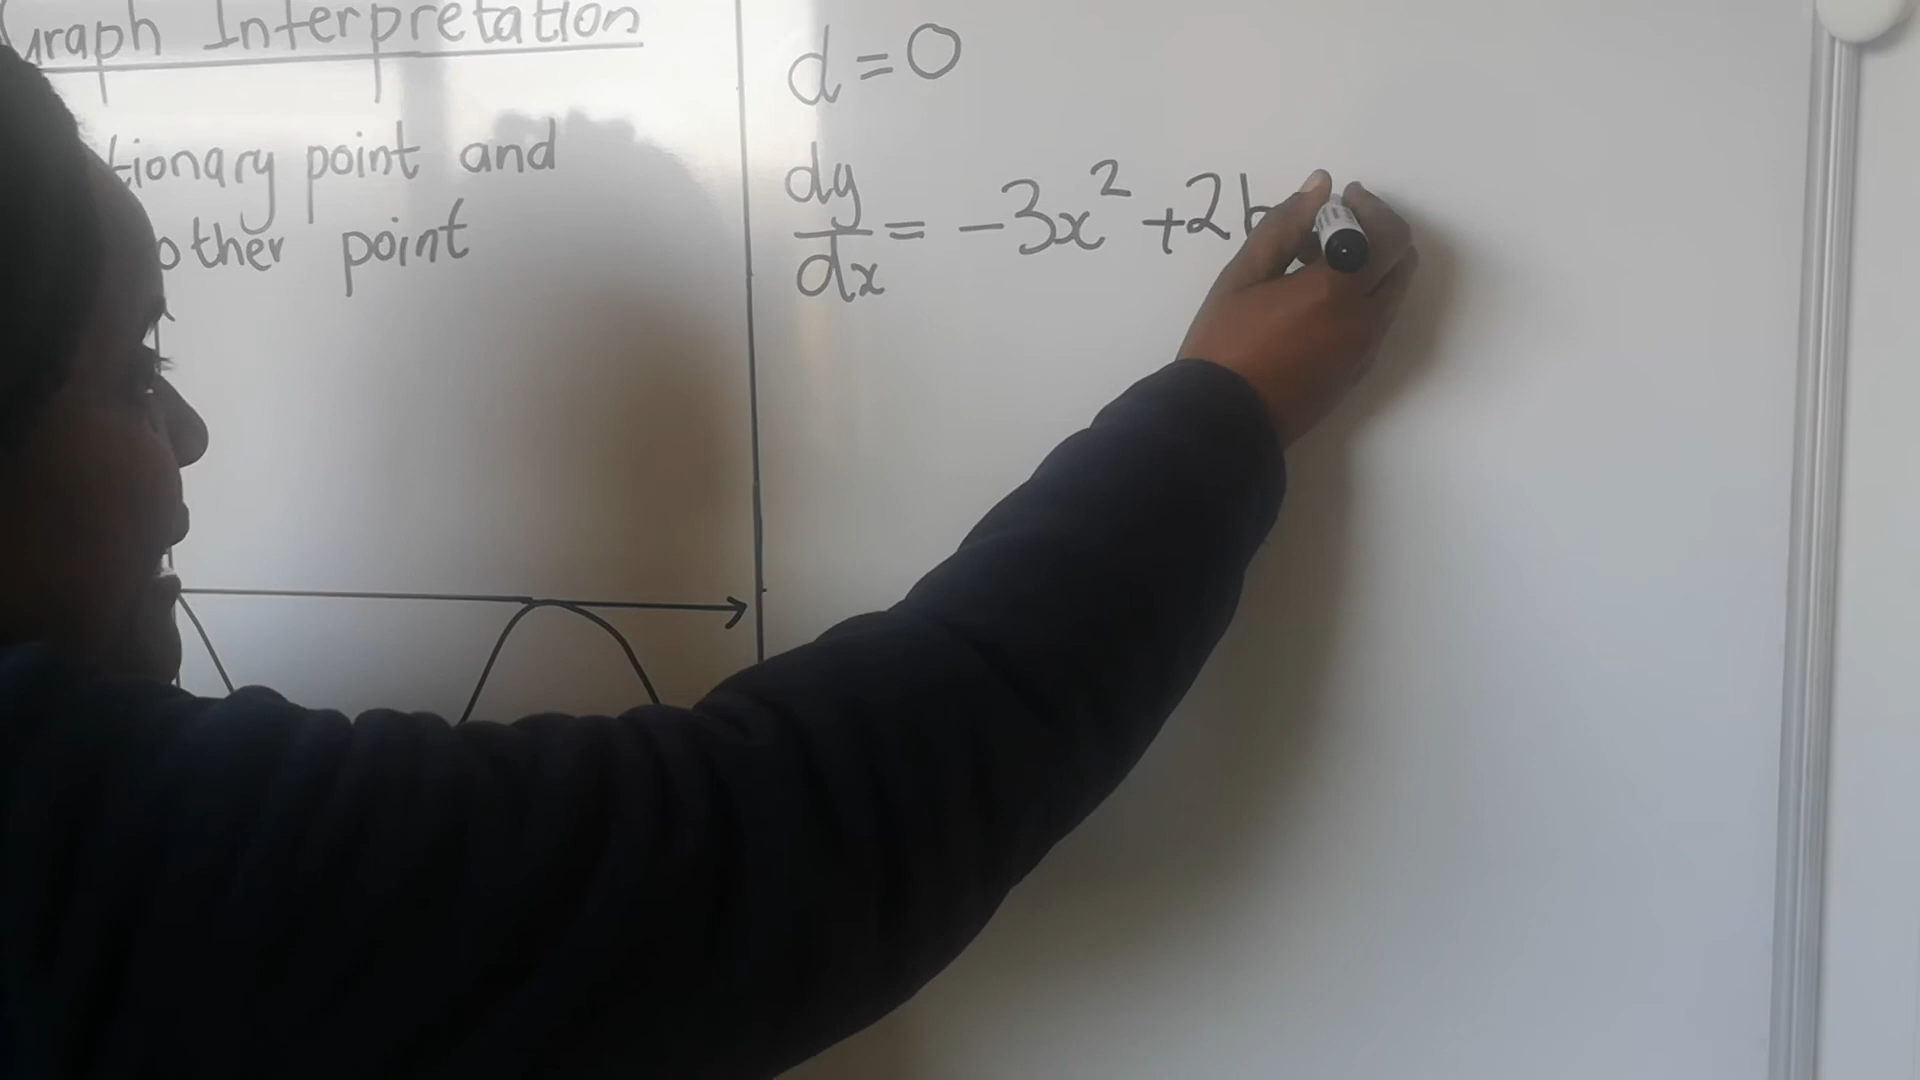 Graph Interpretation
tionary point and
other point
d=0
dy/dx = -3x² +2b